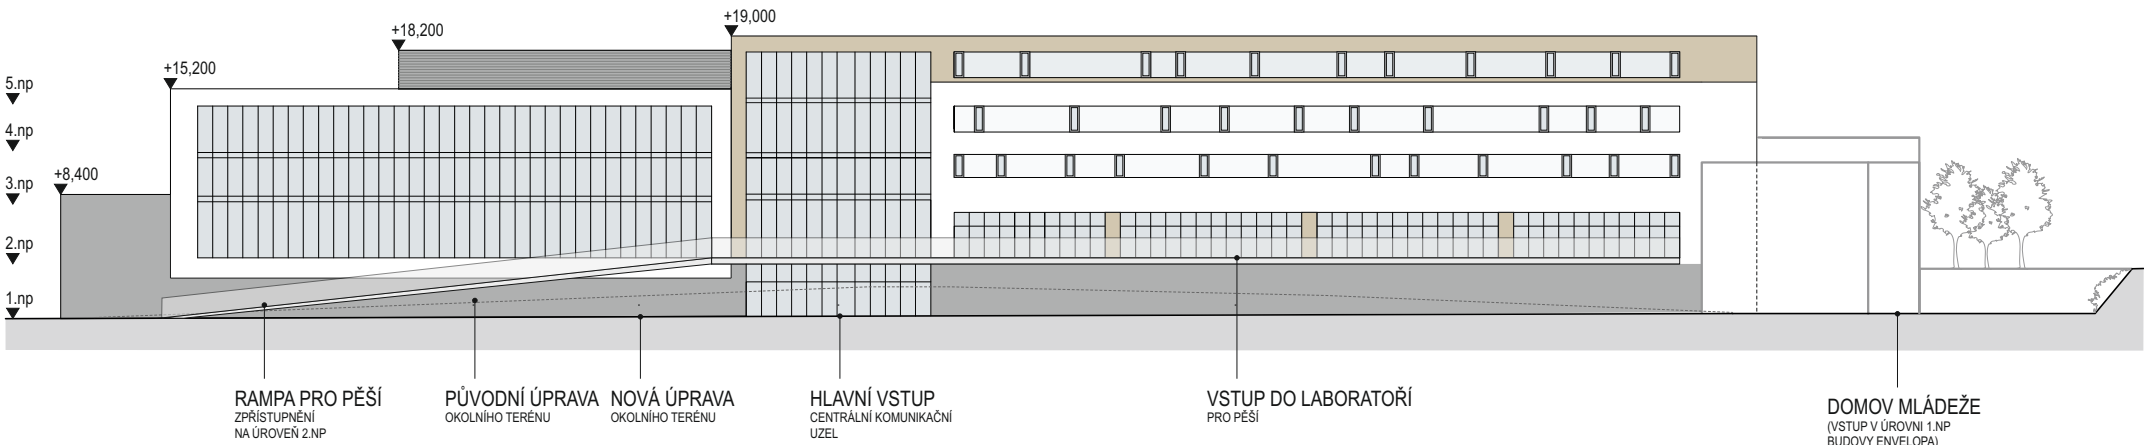 +19,000
+18,200
+15,200
5.np
4.np
+8,400
3.np
2.np
1.np
RAMPA PRO PĚŠÍ
ZPŘÍSTUPNĚNÍ
NA ÚROVEŇ 2.NP
PŮVODNÍ ÚPRAVA
OKOLNÍHO TERÉNU
NOVÁ ÚPRAVA
OKOLNÍHO TERÉNU
HLAVNÍ VSTUP
CENTRÁLNÍ KOMUNIKAČNÍ
UZEL
VSTUP DO LABORATOŘÍ
PRO PĚŠÍ
DOMOV MLÁDEŽE
(VSTUP V ÚROVNI 1.NP
BUDOVY ENVELOPA)